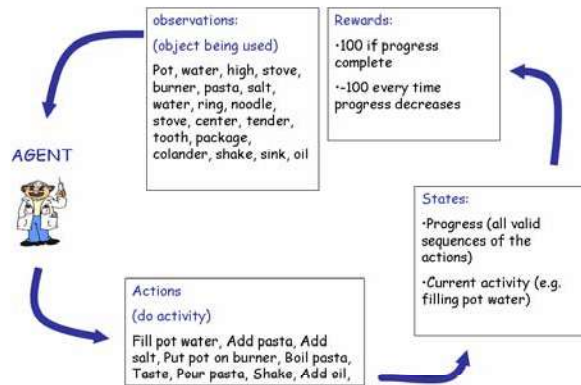 observations:
(object being used)
Pot, water, high, stove,
burner, pasta, salt,
water, ring, noodle,
stove, center, tender,
tooth, package,
colander, shake, sink, oil
Rewards:
•100 if progress
complete
•-100 every time
progress decreases
AGENT
States:
•Progress (all valid
sequences of the
actions)
•Current activity (e.g.
filling pot water)
Actions
(do activity)
Fill pot water, Add pasta, Add
salt, Put pot on burner, Boil pasta,
Taste, Pour pasta, Shake, Add oil,